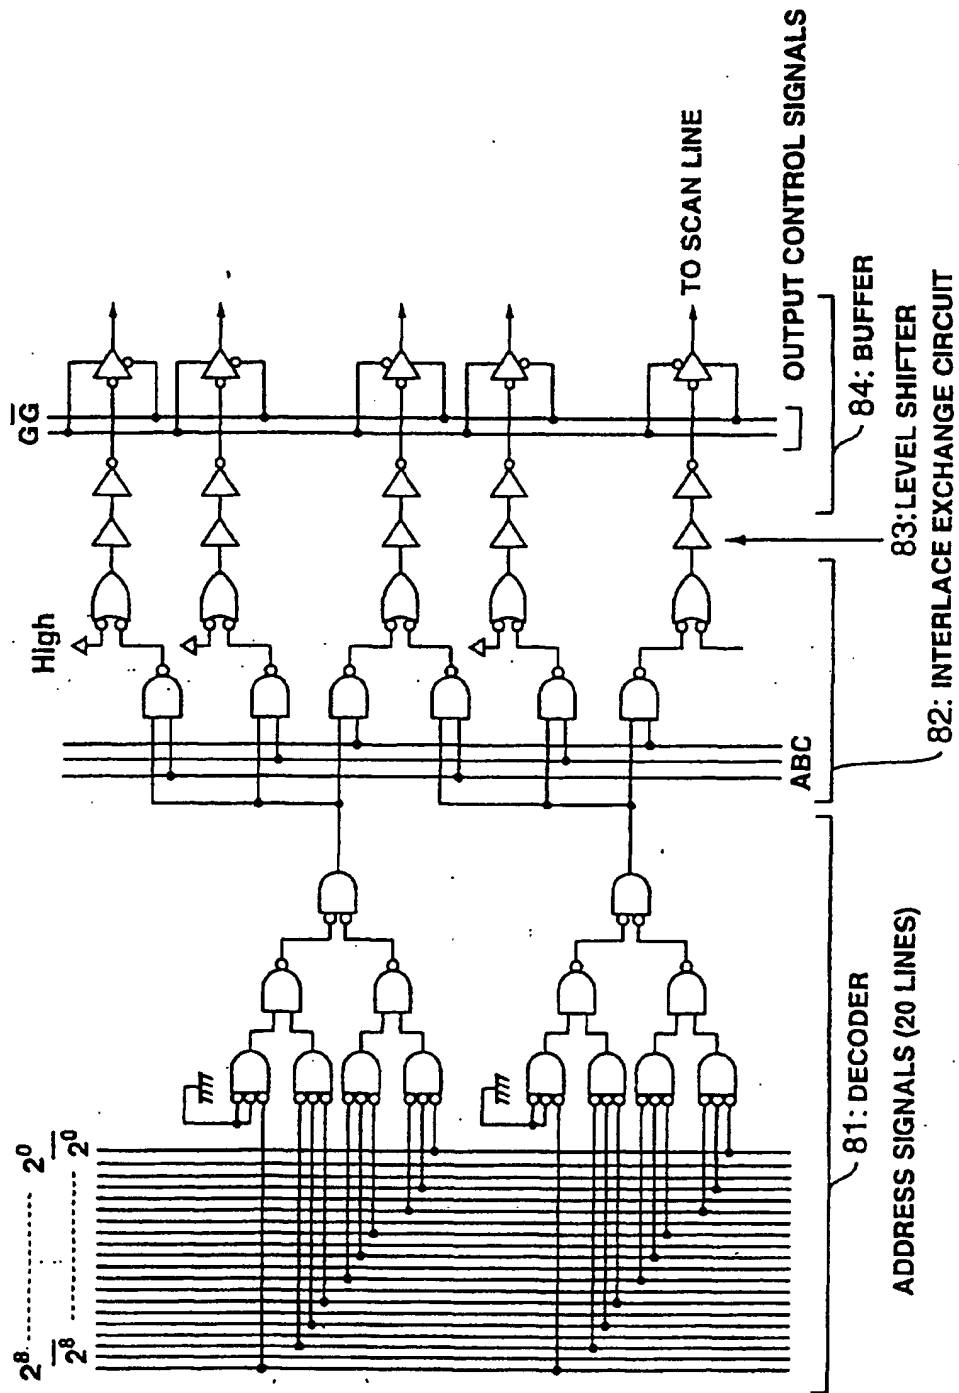 2⁸ 2⁰
2⁸ 2⁰
High
G̅G
ABC
TO SCAN LINE
OUTPUT CONTROL SIGNALS
84: BUFFER
83: LEVEL SHIFTER
82: INTERLACE EXCHANGE CIRCUIT
81: DECODER
ADDRESS SIGNALS (20 LINES)